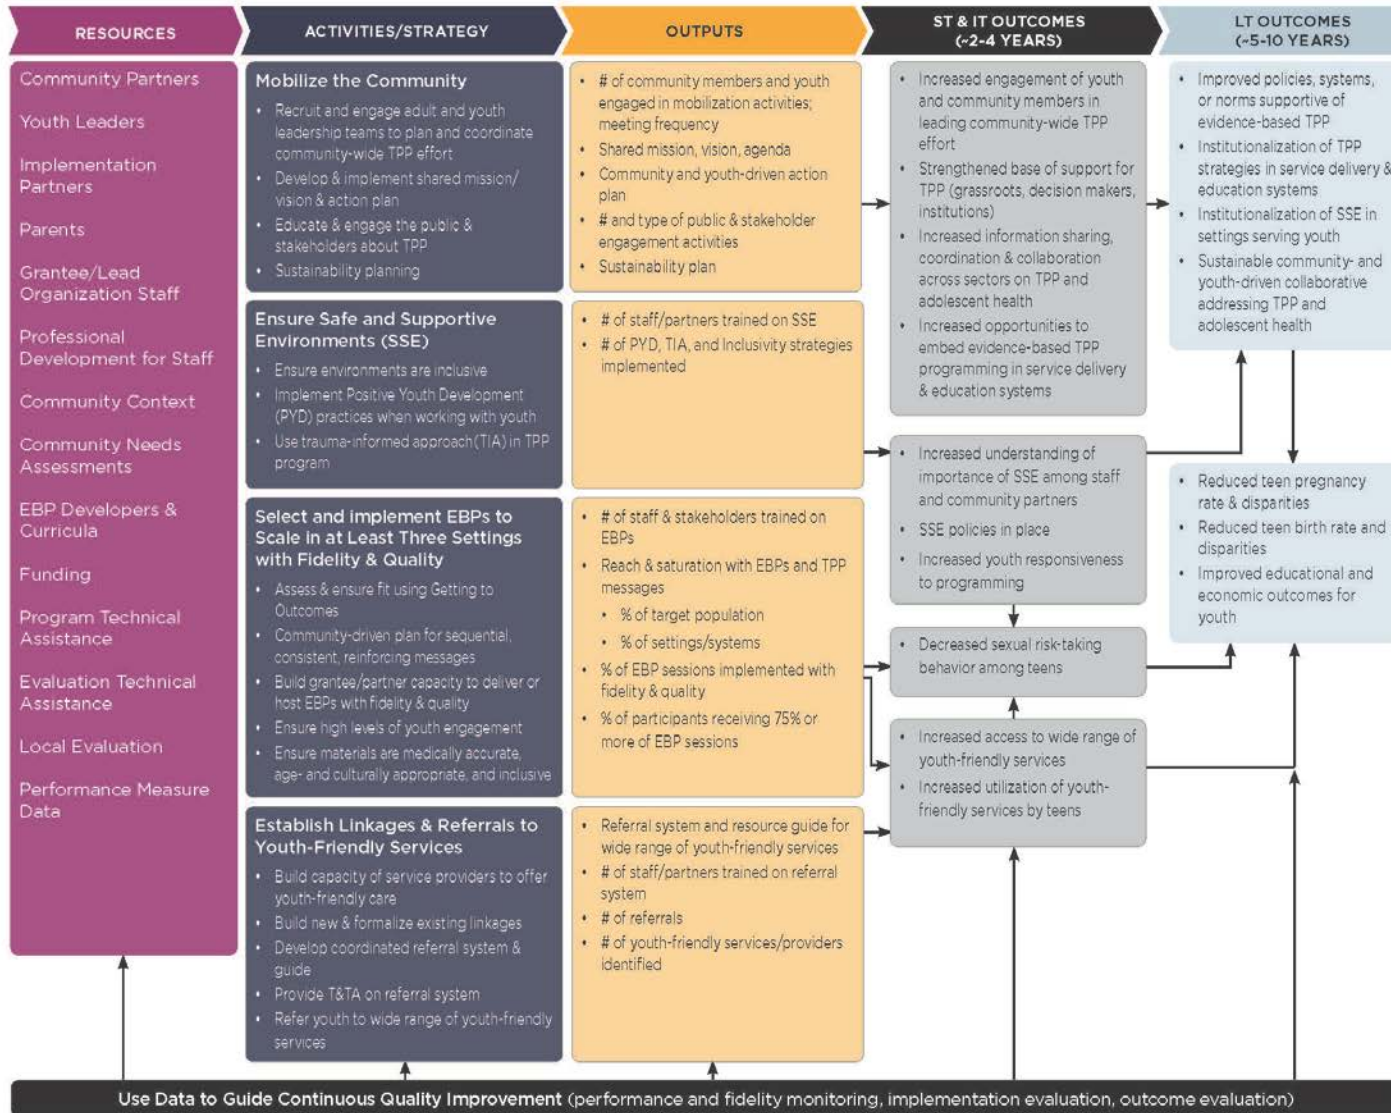 RESOURCES
Community Partners
Youth Leaders
Implementation
Partners
Parents
Grantee/Lead
Organization Staff
Professional
Development for Staff
Community Context
Community Needs
Assessments
EBP Developers &
Curricula
Funding
Program Technical
Assistance
Evaluation Technical
Assistance
Local Evaluation
Performance Measure
Data
ACTIVITIES/STRATEGY
Mobilize the Community
• Recruit and engage adult and youth
leadership teams to plan and coordinate
community-wide TPP effort
• Develop & implement shared mission/
vision & action plan
• Educate & engage the public &
stakeholders about TPP
• Sustainability planning
Ensure Safe and Supportive
Environments (SSE)
• Ensure environments are inclusive
• Implement Positive Youth Development
(PYD) practices when working with youth
• Use trauma-informed approach(TIA) in TPP
program
Select and implement EBPs to
Scale in at Least Three Settings
with Fidelity & Quality
• Assess & ensure fit using Getting to
Outcomes
• Community-driven plan for sequential,
consistent, reinforcing messages
• Build grantee/partner capacity to deliver or
host EBPs with fidelity & quality
• Ensure high levels of youth engagement
• Ensure materials are medically accurate,
age- and culturally appropriate, and inclusive
Establish Linkages & Referrals to
Youth-Friendly Services
• Build capacity of service providers to offer
youth-friendly care
• Build new & formalize existing linkages
• Develop coordinated referral system &
guide
• Provide T&TA on referral system
• Refer youth to wide range of youth-friendly
services
OUTPUTS
• # of community members and youth
engaged in mobilization activities;
meeting frequency
• Shared mission, vision, agenda
• Community and youth-driven action
plan
• # and type of public & stakeholder
engagement activities
• Sustainability plan
• # of staff/partners trained on SSE
• # of PYD, TIA, and Inclusivity strategies
implemented
• # of staff & stakeholders trained on
EBPs
• Reach & saturation with EBPs and TPP
messages
• % of target population
• % of settings/systems
• % of EBP sessions implemented with
fidelity & quality
• % of participants receiving 75% or
more of EBP sessions
• Referral system and resource guide for
wide range of youth-friendly services
• # of staff/partners trained on referral
system
• # of referrals
• # of youth-friendly services/providers
identified
ST & IT OUTCOMES
(~2-4 YEARS)
• Increased engagement of youth
and community members in
leading community-wide TPP
effort
• Strengthened base of support for
TPP (grassroots, decision makers,
institutions)
• Increased information sharing,
coordination & collaboration
across sectors on TPP and
adolescent health
• Increased opportunities to
embed evidence-based TPP
programming in service delivery
& education systems
• Increased understanding of
importance of SSE among staff
and community partners
• SSE policies in place
• Increased youth responsiveness
to programming
• Decreased sexual risk-taking
behavior among teens
• Increased access to wide range of
youth-friendly services
• Increased utilization of youth-
friendly services by teens
LT OUTCOMES
(~5-10 YEARS)
• Improved policies, systems,
or norms supportive of
evidence-based TPP
• Institutionalization of TPP
strategies in service delivery &
education systems
• Institutionalization of SSE in
settings serving youth
• Sustainable community- and
youth-driven collaborative
addressing TPP and
adolescent health
• Reduced teen pregnancy
rate & disparities
• Reduced teen birth rate and
disparities
• Improved educational and
economic outcomes for
youth
Use Data to Guide Continuous Quality Improvement (performance and fidelity monitoring, implementation evaluation, outcome evaluation)